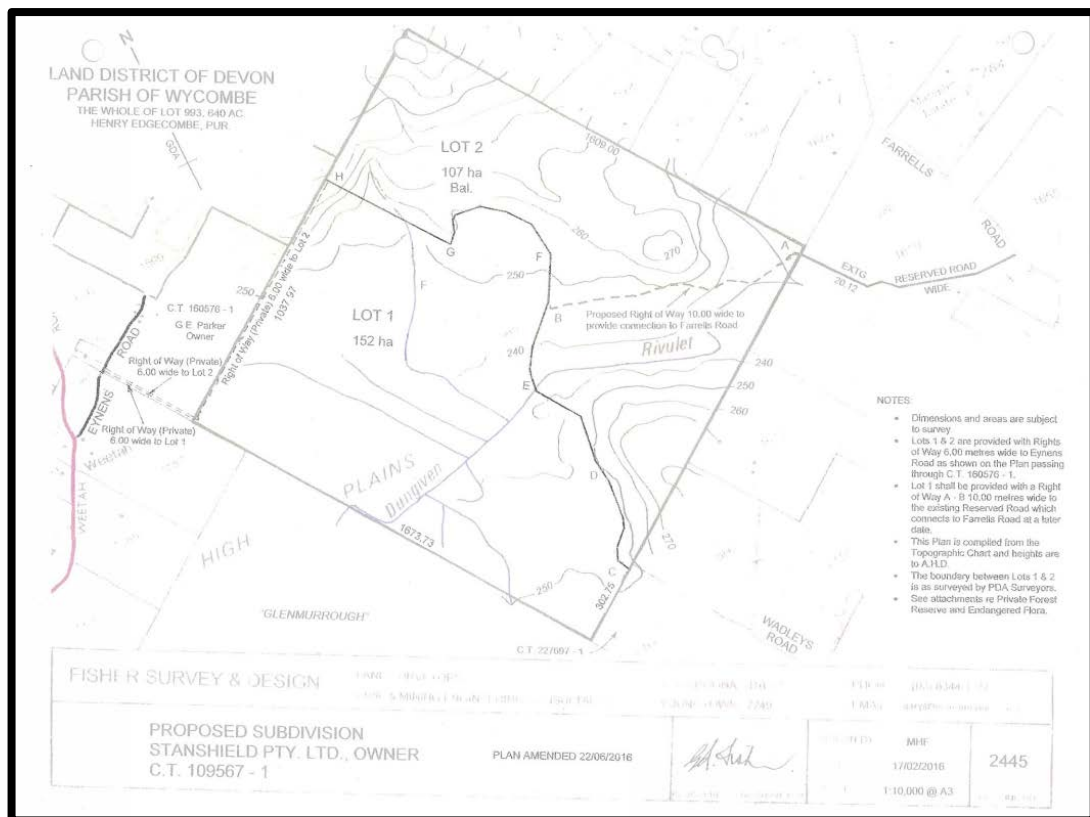 N
LAND DISTRICT OF DEVON
PARISH OF WYCOMBE
THE WHOLE OF LOT 993, 640 AC.
HENRY EDGECOMBE, PUR.
GDA
LOT 2
107 ha
Bal.
1609.00
FARRELLS
ROAD
H
G
F
260
270
A
EXTG
RESERVED ROAD
20.12
WIDE
250
F
250
LOT 1
152 ha
B
Proposed Right of Way 10.00 wide to
provide connection to Farrells Road
Rivulet
240
E
240
250
260
Right of Way (Private) 6.00 wide to Lot 2
1037.97
C.T. 160576 - 1
G.E. Parker
Owner
Right of Way (Private)
6.00 wide to Lot 2
EYNENS
ROAD
Right of Way (Private)
6.00 wide to Lot 1
Weetah
WEETAH
HIGH
PLAINS
Dungiven
1673.73
D
C
270
250
302.75
"GLENMURROUGH"
C.T. 227697 - 1
WADLEYS
ROAD
NOTES:
• Dimensions and areas are subject
to survey
• Lots 1 & 2 are provided with Rights
of Way 6.00 metres wide to Eynens
Road as shown on the Plan passing
through C.T. 160576 - 1.
• Lot 1 shall be provided with a Right
of Way A - B 10.00 metres wide to
the existing Reserved Road which
connects to Farrells Road at a later
date.
• This Plan is compiled from the
Topographic Chart and heights are
to A.H.D.
• The boundary between Lots 1 & 2
is as surveyed by PDA Surveyors.
• See attachments re Private Forest
Reserve and Endangered Flora.
FISHER SURVEY & DESIGN
PROPOSED SUBDIVISION
STANSHIELD PTY. LTD., OWNER
C.T. 109567 - 1
PLAN AMENDED 22/06/2016
MHF
17/02/2016
1:10,000 @ A3
2445